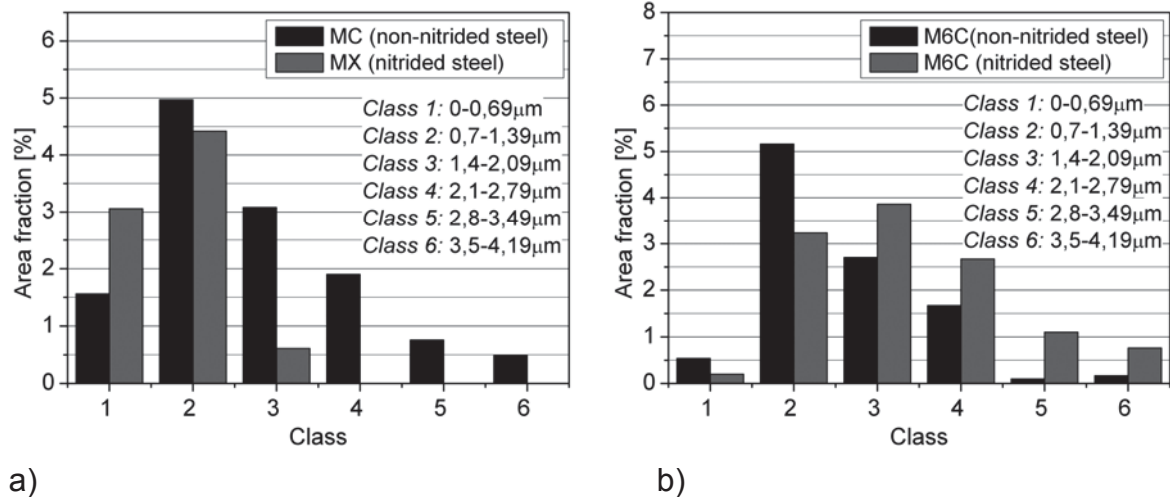 MC (non-nitrided steel)
MX (nitrided steel)
Class 1: 0-0,69μm
Class 2: 0,7-1,39μm
Class 3: 1,4-2,09μm
Class 4: 2,1-2,79μm
Class 5: 2,8-3,49μm
Class 6: 3,5-4,19μm
Area fraction [%]
6
5
4
3
2
1
0
1 2 3 4 5 6
Class
a)
M6C(non-nitrided steel)
M6C (nitrided steel)
Class 1: 0-0,69μm
Class 2: 0,7-1,39μm
Class 3: 1,4-2,09μm
Class 4: 2,1-2,79μm
Class 5: 2,8-3,49μm
Class 6: 3,5-4,19μm
Area fraction [%]
8
7
6
5
4
3
2
1
0
1 2 3 4 5 6
Class
b)